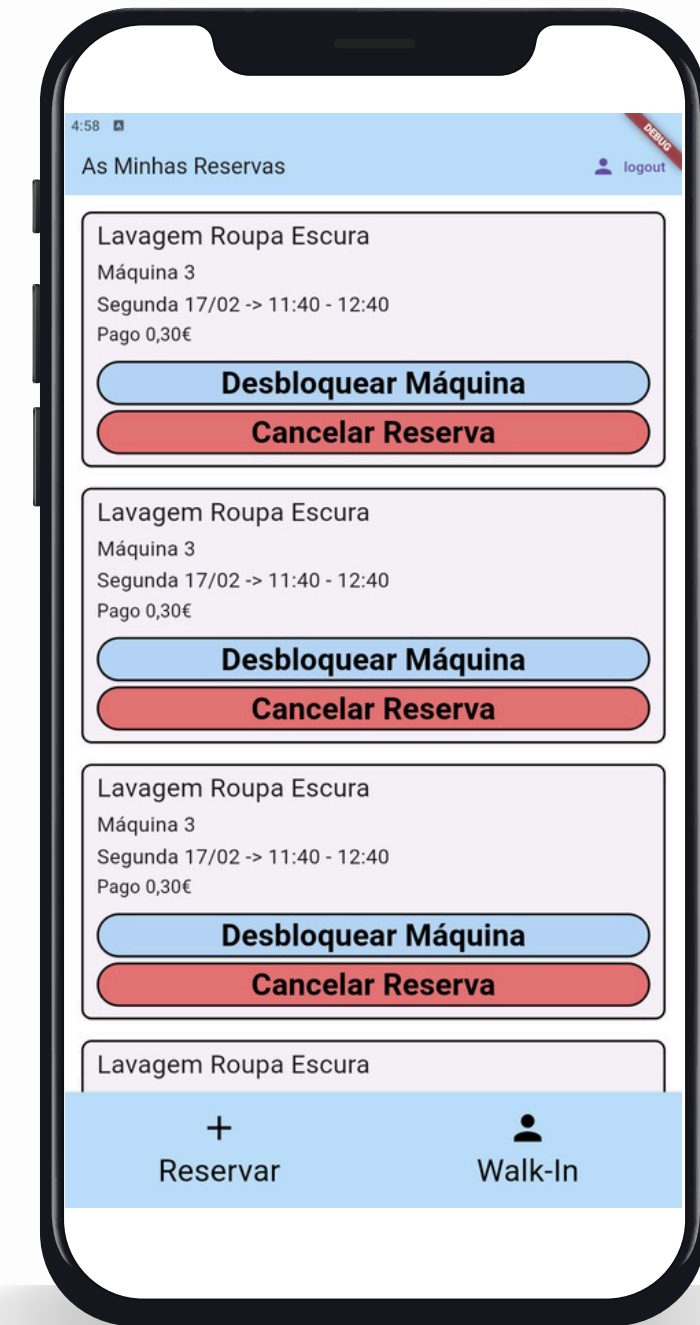 4:58 A
DEBUG
As Minhas Reservas
logout
Lavagem Roupa Escura
Máquina 3
Segunda 17/02 -> 11:40 - 12:40
Pago 0,30€
Desbloquear Máquina
Cancelar Reserva
Lavagem Roupa Escura
Máquina 3
Segunda 17/02 -> 11:40 - 12:40
Pago 0,30€
Desbloquear Máquina
Cancelar Reserva
Lavagem Roupa Escura
Máquina 3
Segunda 17/02 -> 11:40 - 12:40
Pago 0,30€
Desbloquear Máquina
Cancelar Reserva
Lavagem Roupa Escura
+
Reservar
Walk-In